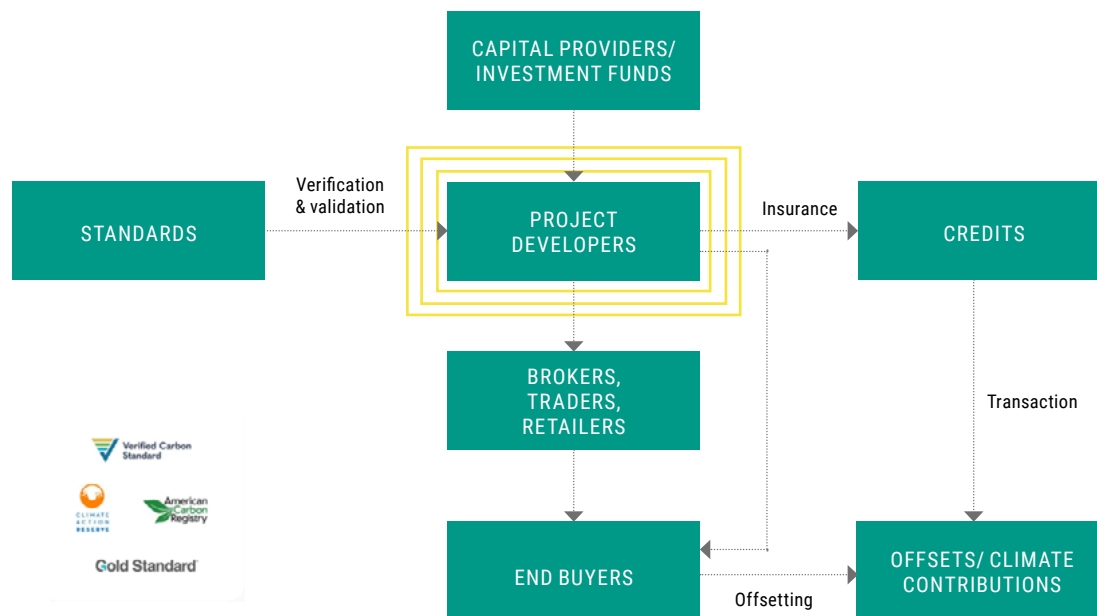 CAPITAL PROVIDERS/
INVESTMENT FUNDS
Verification
& validation
STANDARDS
PROJECT
DEVELOPERS
Insurance
CREDITS
BROKERS,
TRADERS,
RETAILERS
Transaction
Verified Carbon
Standard
CLIMATE
ACTION
RESERVE
American
Carbon
Registry
Gold Standard
END BUYERS
Offsetting
OFFSETS/ CLIMATE
CONTRIBUTIONS